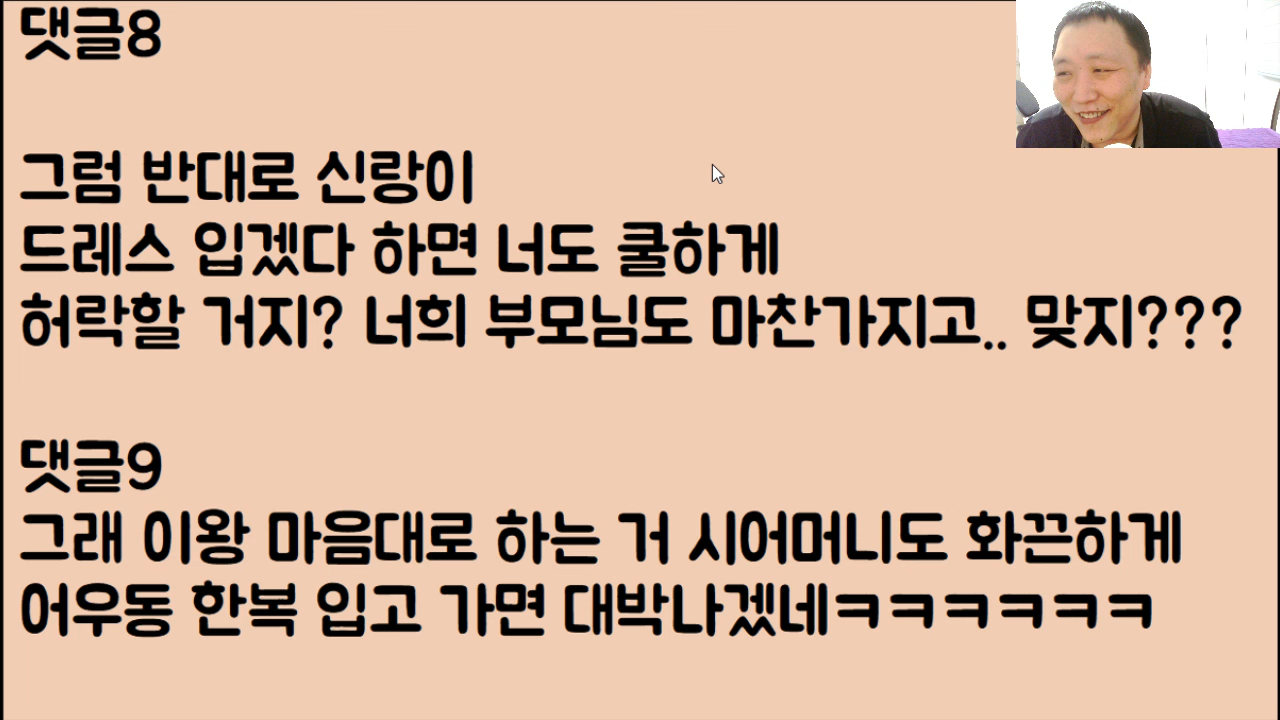 댓글8
그럼 반대로 신랑이
드레스 입겠다 하면 너도 쿨하게
허락할 거지? 너희 부모님도 마찬가지고.. 맞지???
댓글9
그래 이왕 마음대로 하는 거 시어머니도 화끈하게
어우동 한복 입고 가면 대박나겠네ㅋㅋㅋㅋㅋㅋ